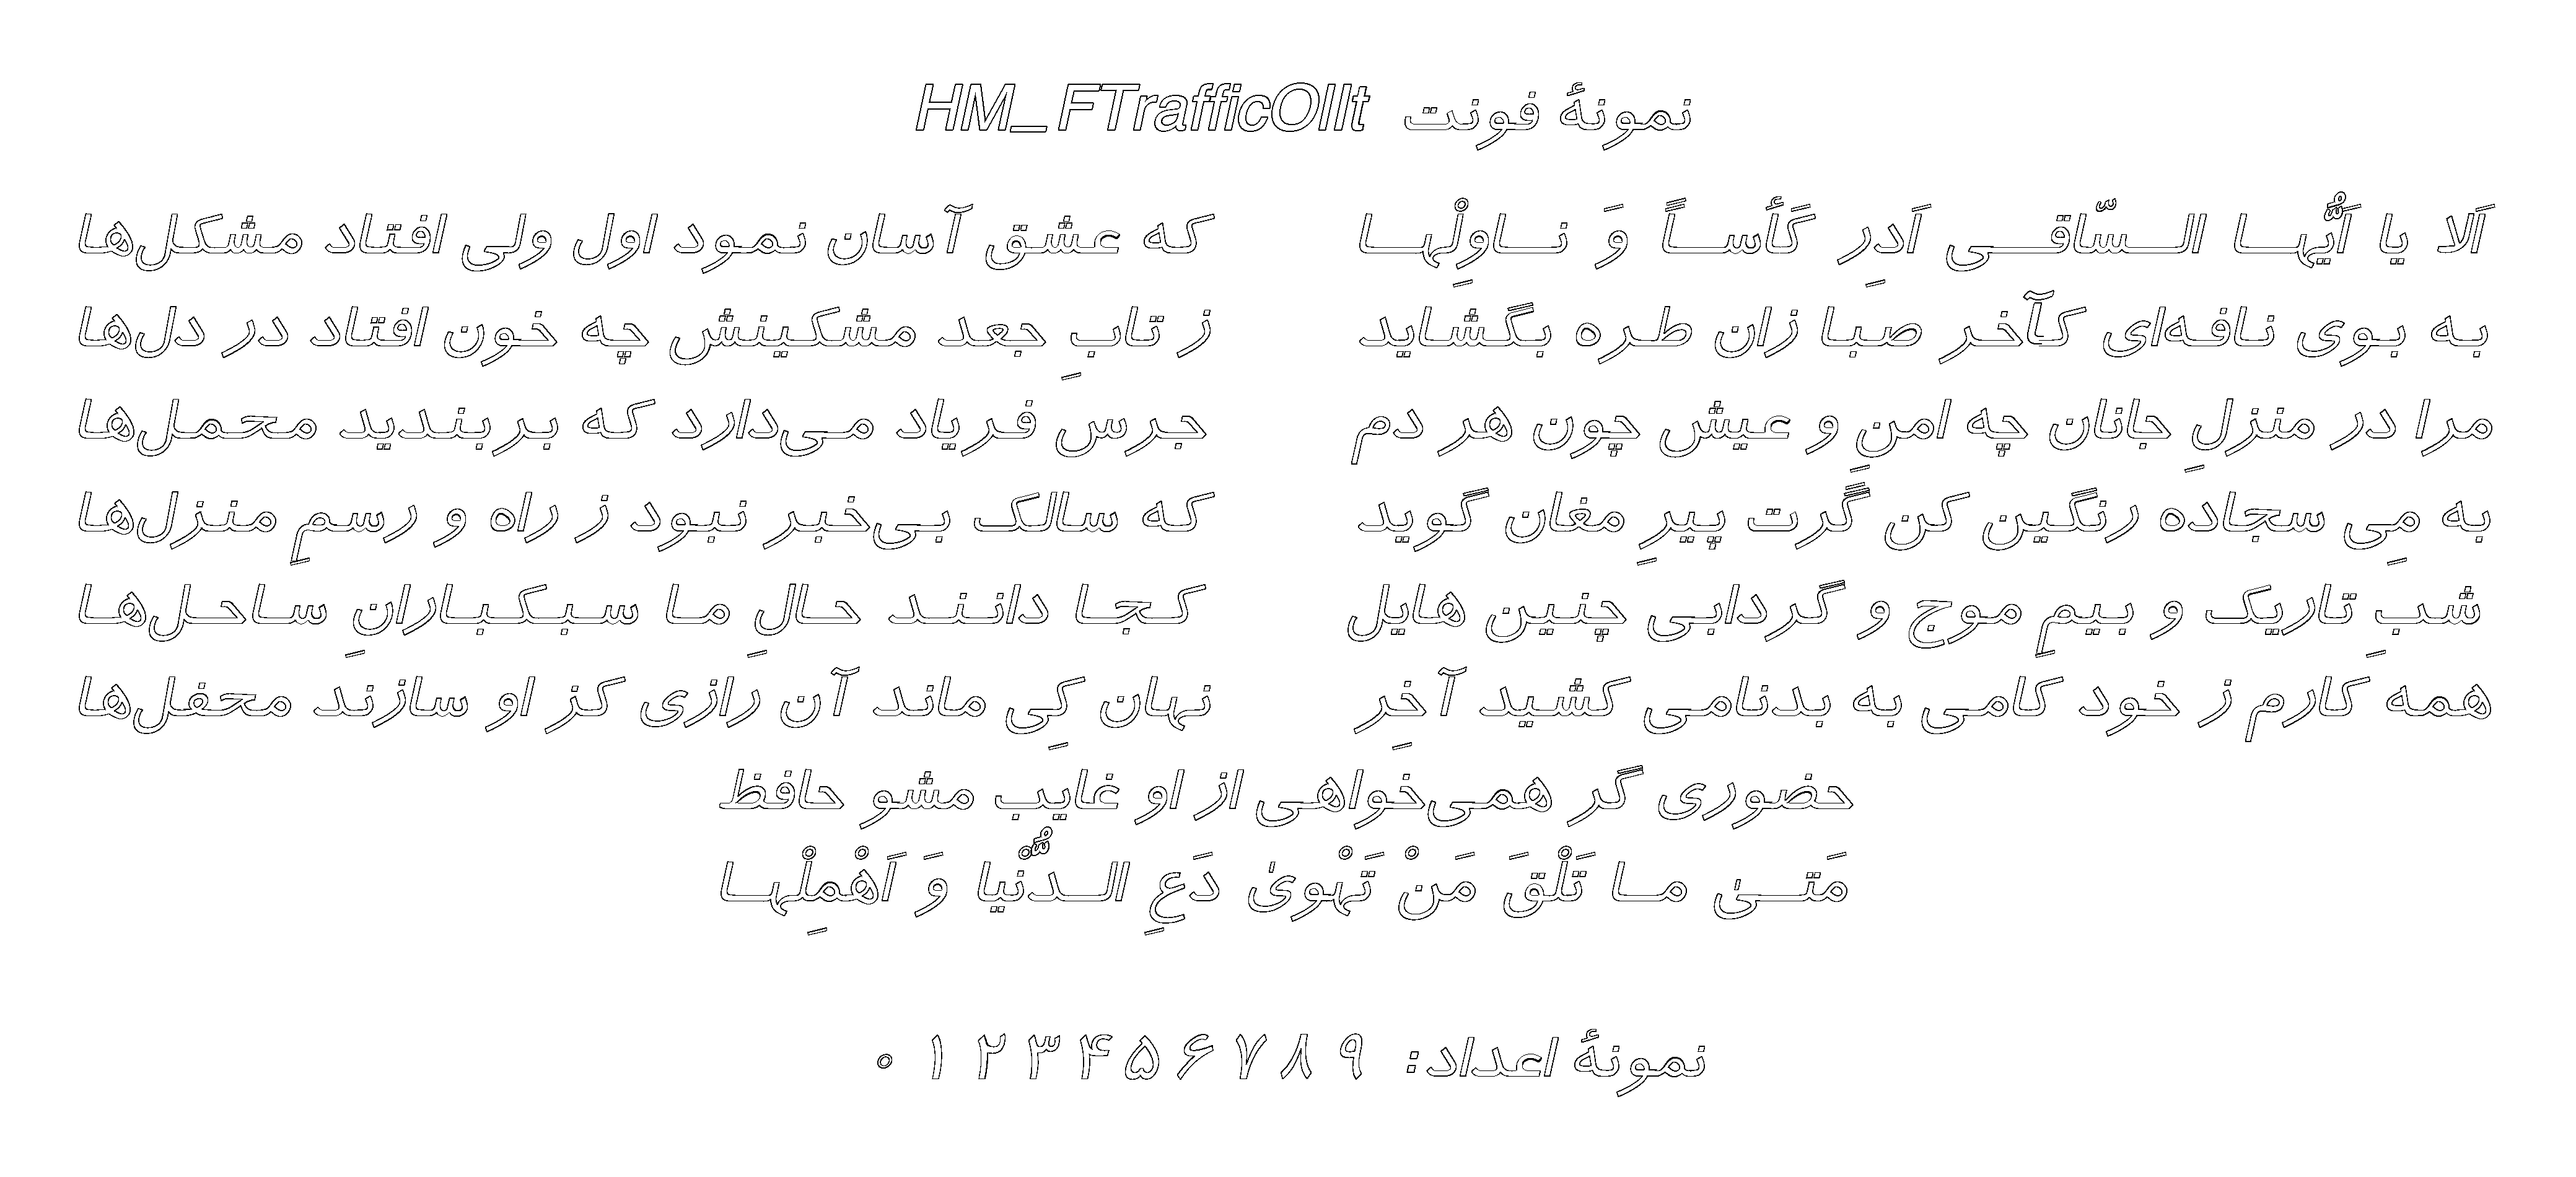 نمونهٔ فونت HM_FTrafficOIIt
اَلا یا اَیُّها السّاقی اَدِر کَأساً وَ ناوِلْها که عشق آسان نمود اول ولی افتاد مشکل‌ها
به بوی نافه‌ای کآخر صبا زان طره بگشاید ز تابِ جعد مشکینش چه خون افتاد در دل‌ها
مرا در منزلِ جانان چه امنِ و عیش چون هر دم جرس فریاد می‌دارد که بربندید محمل‌ها
به مِی سجاده رنگین کن گَرت پیرِ مغان گوید که سالک بی‌خبر نبود ز راه و رسمِ منزل‌ها
شبِ تاریک و بیمِ موج و گردابی چنین هایل کجا دانند حالِ ما سبکبارانِ ساحل‌ها
همه کارم ز خود کامی به بدنامی کشید آخِر نهان کِی ماند آن رازی کز او سازند محفل‌ها
حضوری گر همی‌خواهی از او غایب مشو حافظ
مَتیٰ ما تَلْقَ مَنْ تَهْویٰ دَعِ الدُّنْیا وَ اَهْمِلْها
نمونهٔ اعداد: ۹ ۸ ۷ ۶ ۵ ۴ ۳ ۲ ۱ ۰